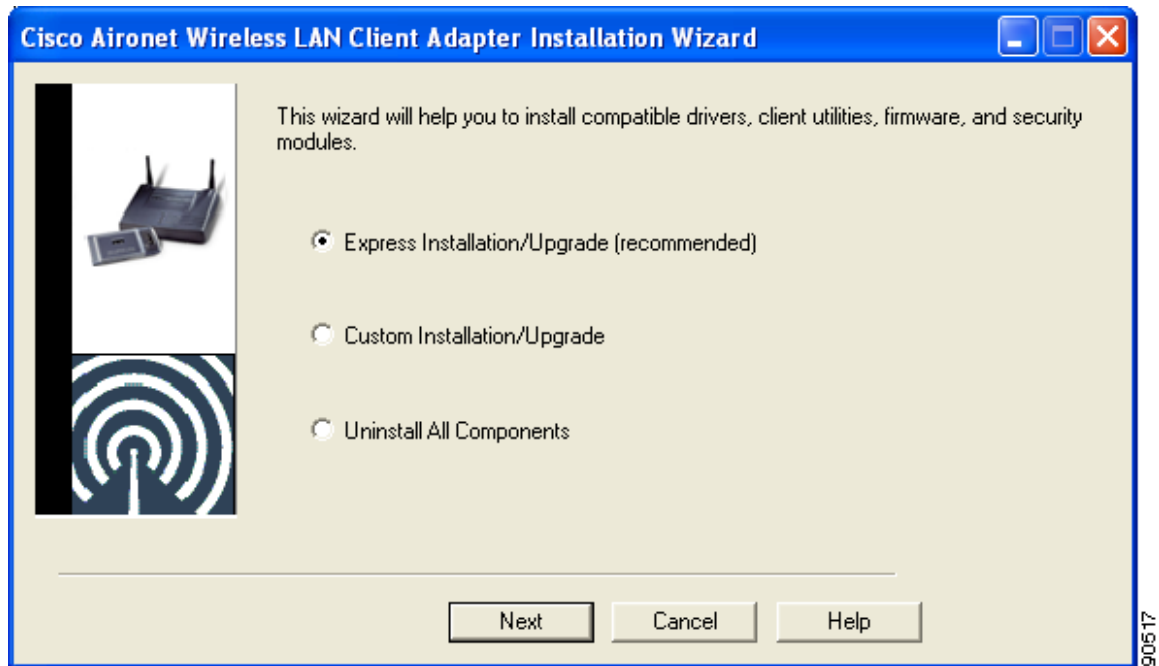 Cisco Aironet Wireless LAN Client Adapter Installation Wizard
This wizard will help you to install compatible drivers, client utilities, firmware, and security
modules.
Express Installation/Upgrade (recommended)
Custom Installation/Upgrade
Uninstall All Components
Next Cancel Help
90617